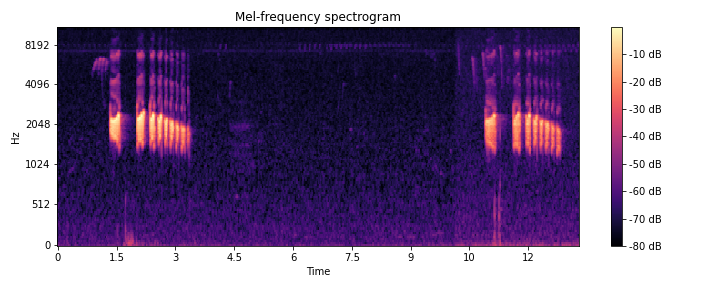 Mel-frequency spectrogram
8192
4096
2048
1024
512
0
Hz
0 1.5 3 4.5 6 7.5 9 10 12
Time
-10 dB
-20 dB
-30 dB
-40 dB
-50 dB
-60 dB
-70 dB
-80 dB